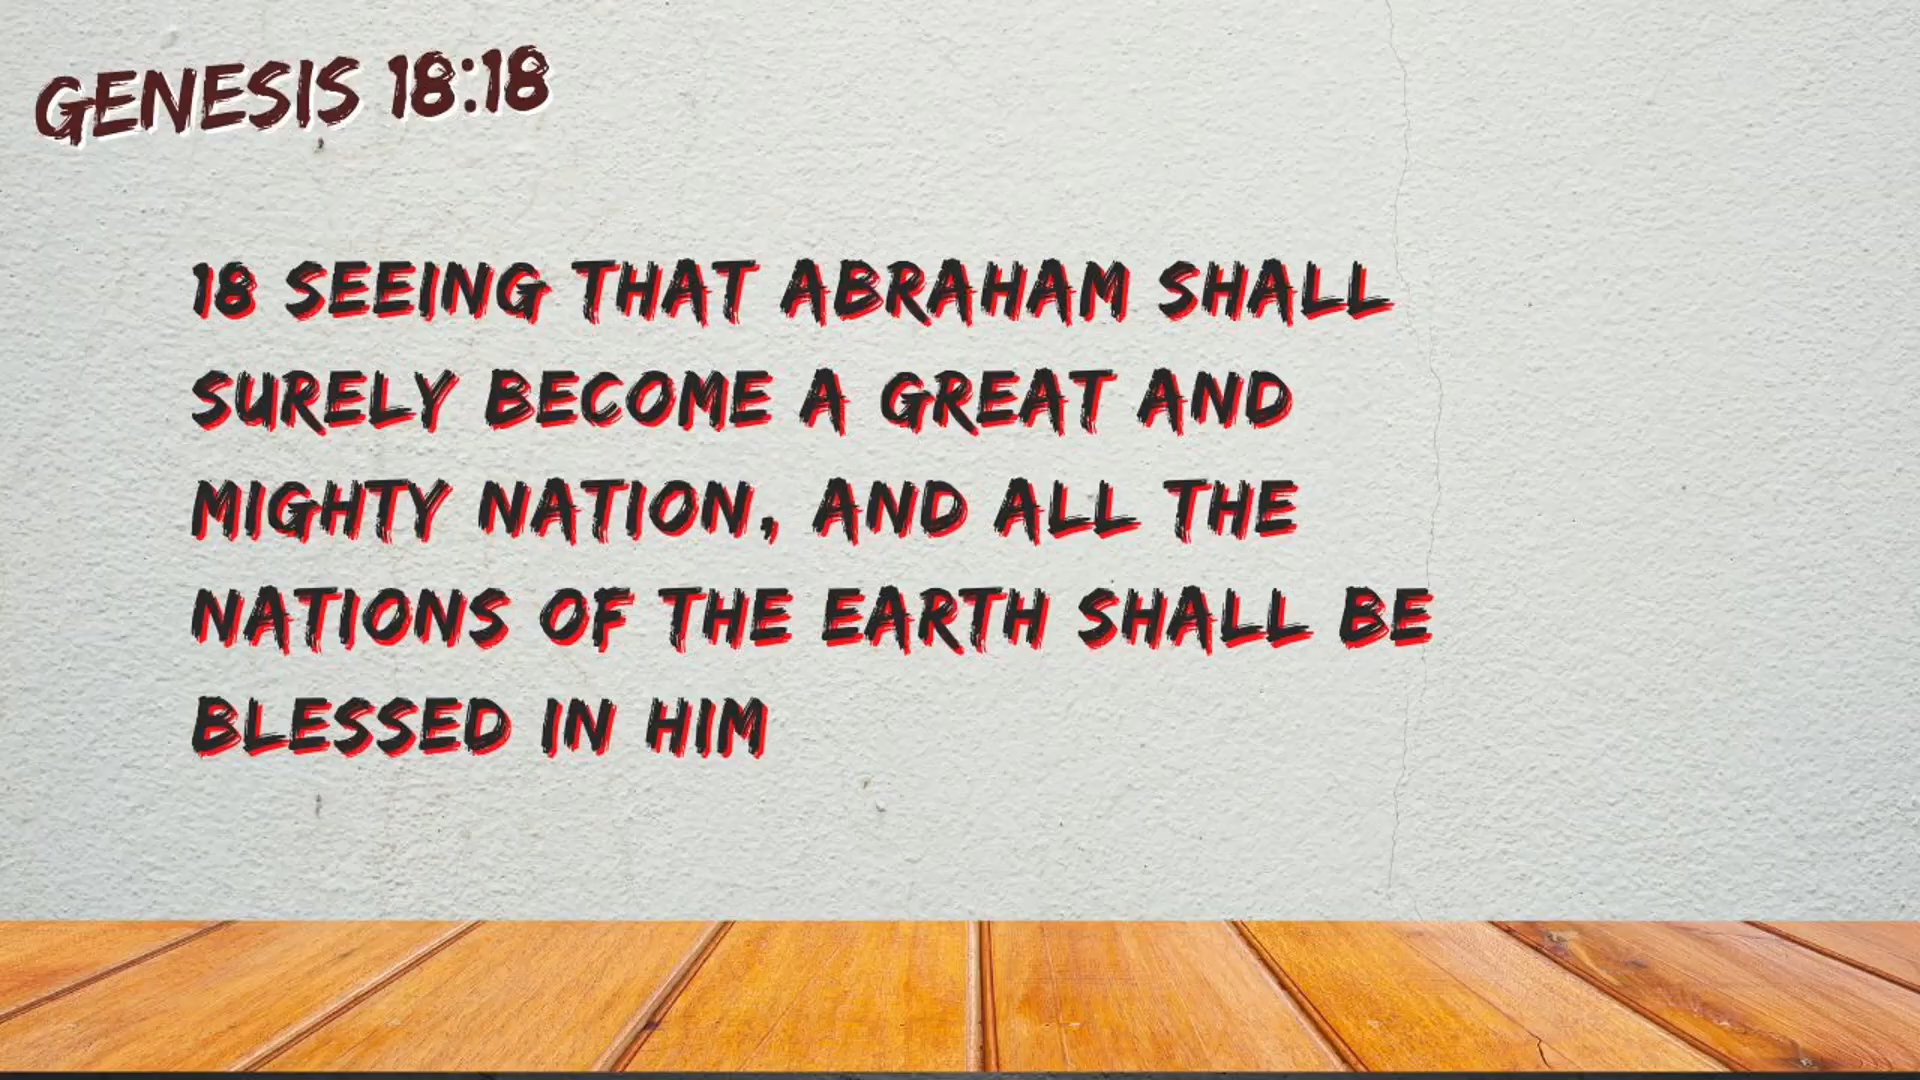 GENESIS 18:18
18 SEEING THAT ABRAHAM SHALL
SURELY BECOME A GREAT AND
MIGHTY NATION, AND ALL THE
NATIONS OF THE EARTH SHALL BE
BLESSED IN HIM